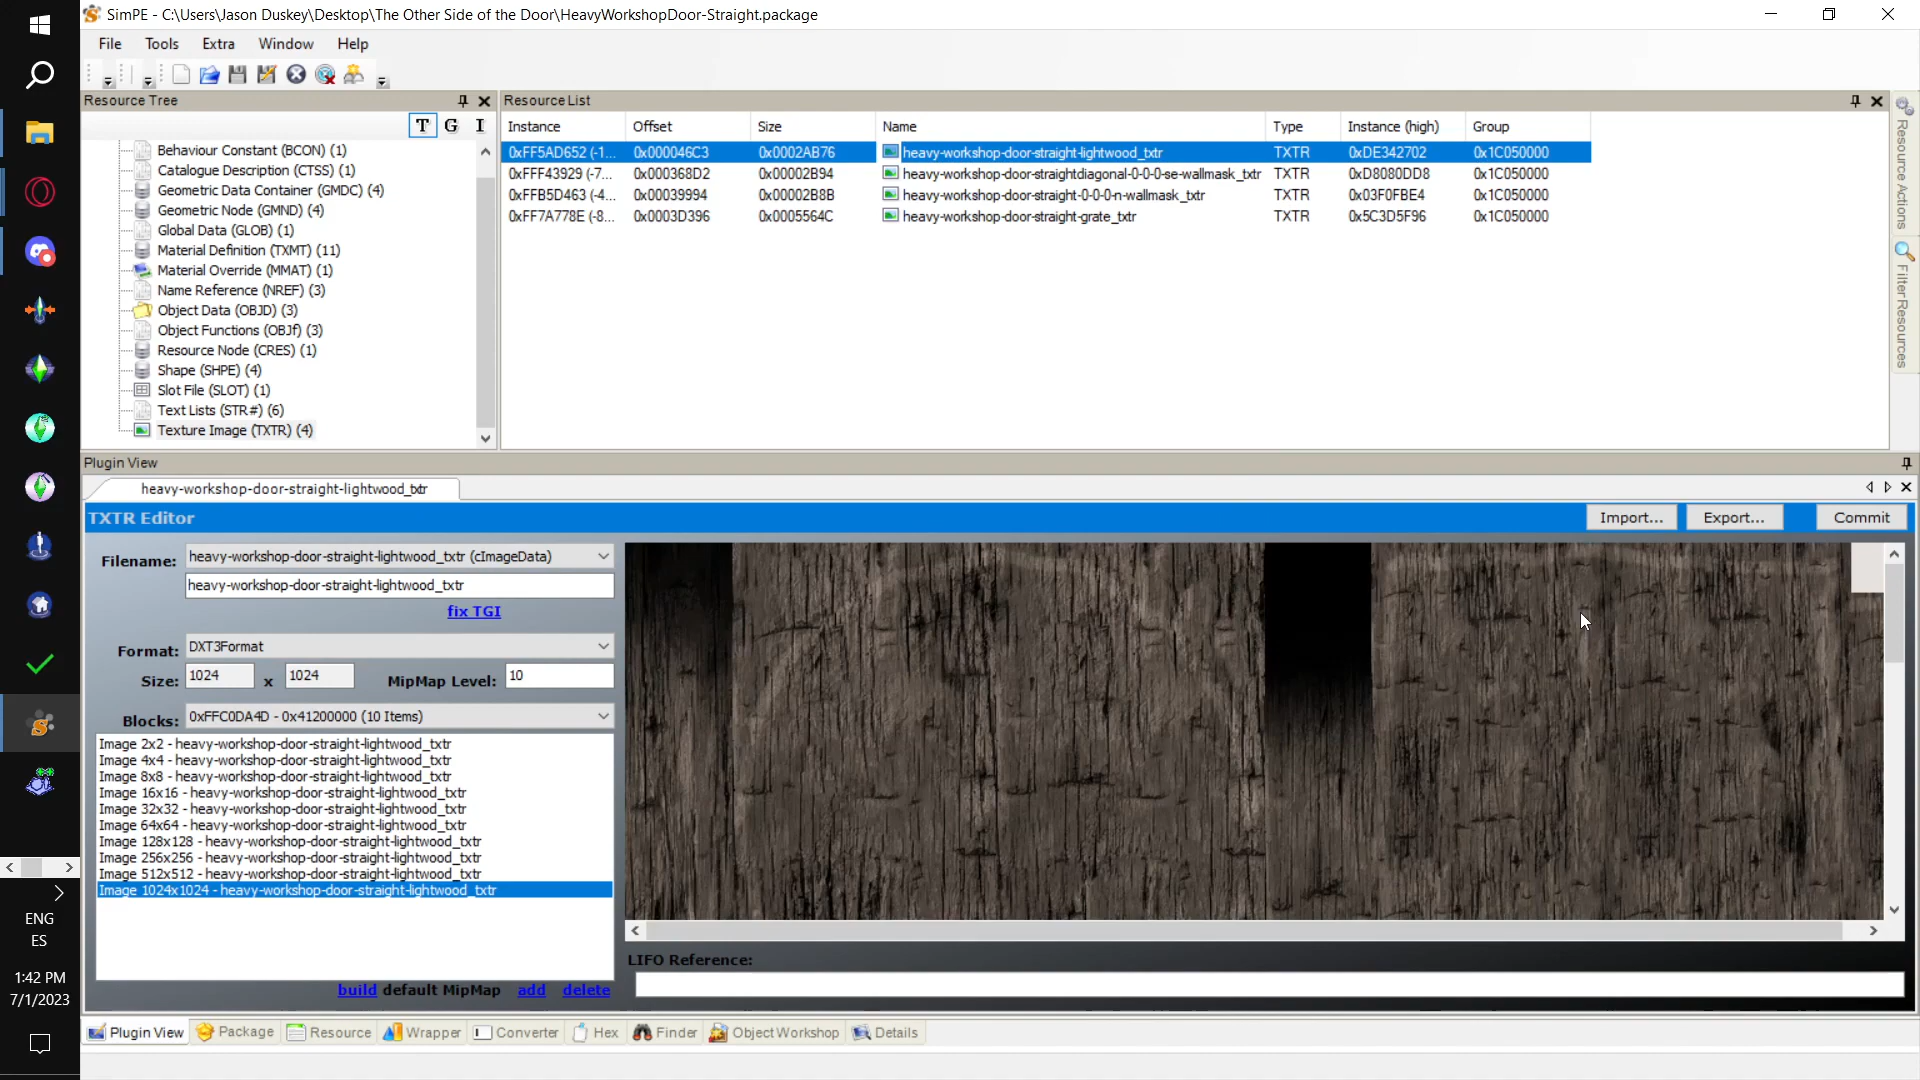 SimPE - C:\Users\Jason Duskey\Desktop\The Other Side of the Door\HeavyWorkshopDoor-Straight.package
File Tools Extra Window Help
Resource Tree
T G I
Behaviour Constant (BCON) (1)
Catalogue Description (CTSS) (1)
Geometric Data Container (GMDC) (4)
Geometric Node (GMND) (4)
Global Data (GLOB) (1)
Material Definition (TXMT) (11)
Material Override (MMAT) (1)
Name Reference (NREF) (3)
Object Data (OBJD) (3)
Object Functions (OBJf) (3)
Resource Node (CRES) (1)
Shape (SHPE) (4)
Slot File (SLOT) (1)
Text Lists (STR#) (6)
Texture Image (TXTR) (4)
Resource List
Instance Offset Size Name Type Instance (high) Group
0xFF5AD652 (-1... 0x000046C3 0x0002AB76 heavy-workshop-door-straight-lightwood_txtr TXTR 0xDE342702 0x1C050000
0xFFF43929 (-7... 0x000368D2 0x00002B94 heavy-workshop-door-straightdiagonal-0-0-0-se-wallmask_txtr TXTR 0xD8080DD8 0x1C050000
0xFFB5D463 (-4... 0x00039994 0x00002B8B heavy-workshop-door-straight-0-0-0-n-wallmask_txtr TXTR 0x03F0FBE4 0x1C050000
0xFF7A778E (-8... 0x0003D396 0x0005564C heavy-workshop-door-straight-grate_txtr TXTR 0x5C3D5F96 0x1C050000
Resource Actions
Filter Resources
Plugin View
heavy-workshop-door-straight-lightwood_txtr
TXTR Editor
Import... Export... Commit
Filename: heavy-workshop-door-straight-lightwood_txtr (cImageData)
heavy-workshop-door-straight-lightwood_txtr
fix TGI
Format: DXT3Format
Size: 1024 x 1024 MipMap Level: 10
Blocks: 0xFFC0DA4D - 0x41200000 (10 Items)
Image 2x2 - heavy-workshop-door-straight-lightwood_txtr
Image 4x4 - heavy-workshop-door-straight-lightwood_txtr
Image 8x8 - heavy-workshop-door-straight-lightwood_txtr
Image 16x16 - heavy-workshop-door-straight-lightwood_txtr
Image 32x32 - heavy-workshop-door-straight-lightwood_txtr
Image 64x64 - heavy-workshop-door-straight-lightwood_txtr
Image 128x128 - heavy-workshop-door-straight-lightwood_txtr
Image 256x256 - heavy-workshop-door-straight-lightwood_txtr
Image 512x512 - heavy-workshop-door-straight-lightwood_txtr
Image 1024x1024 - heavy-workshop-door-straight-lightwood_txtr
build default MipMap add delete
LIFO Reference:
Plugin View Package Resource Wrapper Converter Hex Finder Object Workshop Details
ENG
ES
1:42 PM
7/1/2023